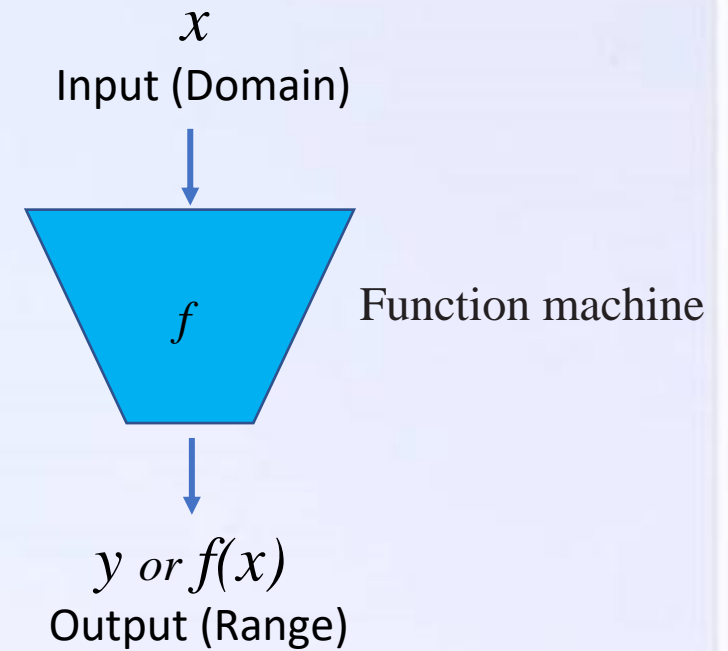 x
Input (Domain)
f
Function machine
y or f(x)
Output (Range)